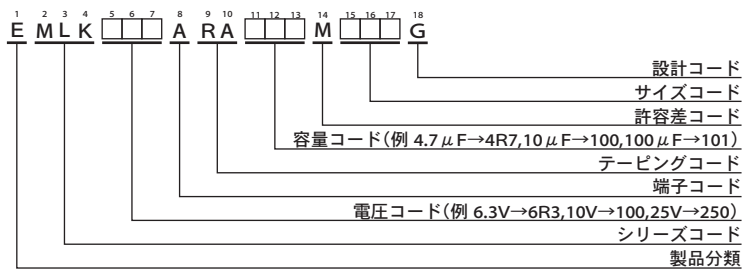 1 2 3 4 5 6 7 8 9 10 11 12 13 14 15 16 17 18
E MLK □□□ A RA □□□ M □□□ G
設計コード
サイズコード
許容差コード
容量コード(例 4.7μF→4R7,10μF→100,100μF→101)
テーピングコード
端子コード
電圧コード(例 6.3V→6R3,10V→100,25V→250)
シリーズコード
製品分類